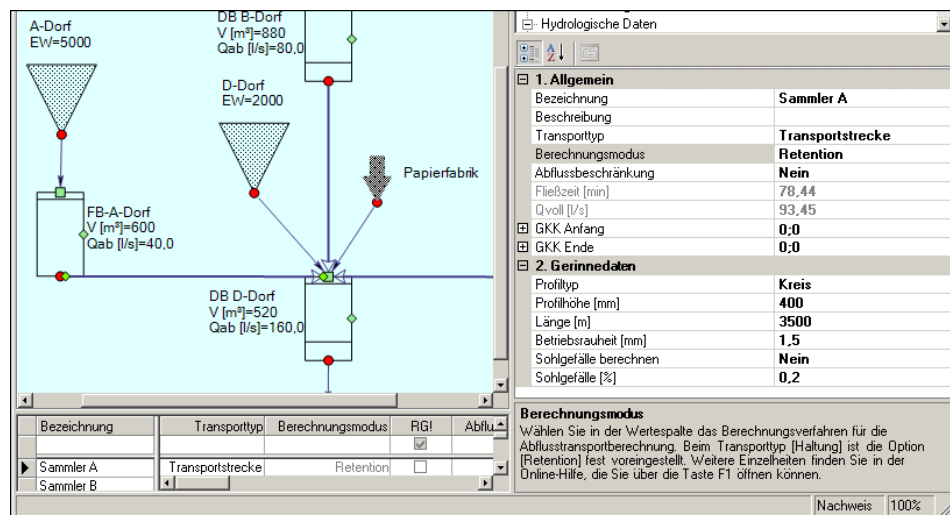 A-Dorf
EW=5000
DB B-Dorf
V [m³]=880
Qab [l/s]=80,0
D-Dorf
EW=2000
Papierfabrik
FB-A-Dorf
V [m³]=600
Qab [l/s]=40,0
DB D-Dorf
V [m³]=520
Qab [l/s]=160,0
Bezeichnung Transporttyp Berechnungsmodus RG!
Sammler A Transportstrecke Retention
Sammler B
Hydrologische Daten
1. Allgemein
Bezeichnung Sammler A
Beschreibung
Transporttyp Transportstrecke
Berechnungsmodus Retention
Abflussbeschränkung Nein
Fließzeit [min] 78,44
Qvoll [l/s] 93,45
GKK Anfang 0;0
GKK Ende 0;0
2. Gerinnedaten
Profiltyp Kreis
Profilhöhe [mm] 400
Länge [m] 3500
Betriebsrauheit [mm] 1,5
Sohlgefälle berechnen Nein
Sohlgefälle [%] 0,2
Berechnungsmodus
Wählen Sie in der Wertespalte das Berechnungsverfahren für die
Abflusstransportberechnung. Beim Transporttyp [Haltung] ist die Option
[Retention] fest voreingestellt. Weitere Einzelheiten finden Sie in der
Online-Hilfe, die Sie über die Taste F1 öffnen können.
Nachweis 100%